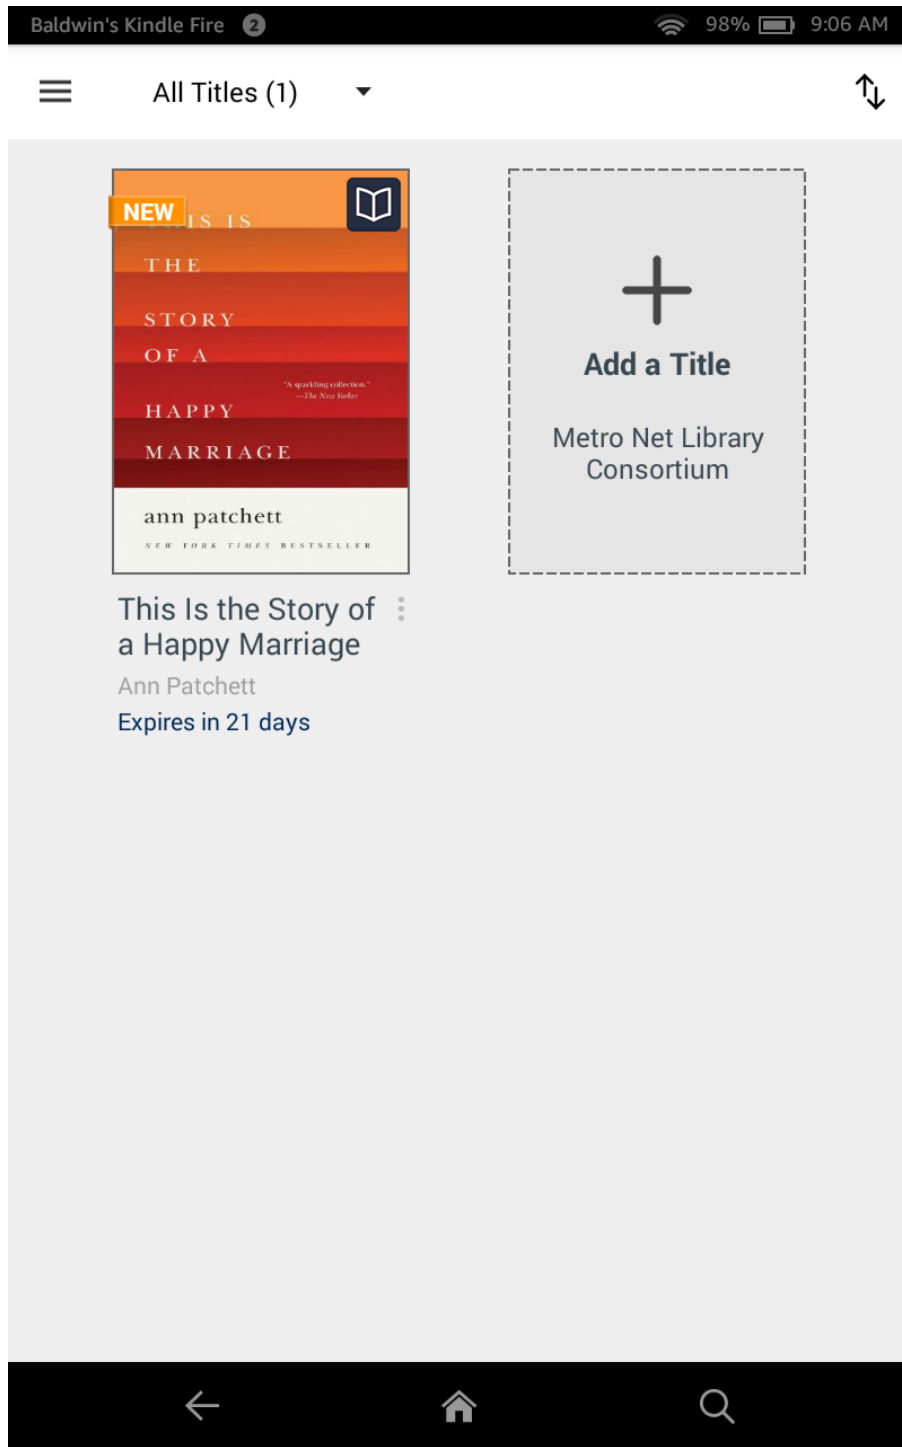 Baldwin's Kindle Fire 2 98% 9:06 AM
All Titles (1)
NEW
IS IS
THE
STORY
OF A
"A sparkling collection."
—The New Yorker
HAPPY
MARRIAGE
ann patchett
NEW YORK TIMES BESTSELLER
This Is the Story of
a Happy Marriage
Ann Patchett
Expires in 21 days
Add a Title
Metro Net Library
Consortium